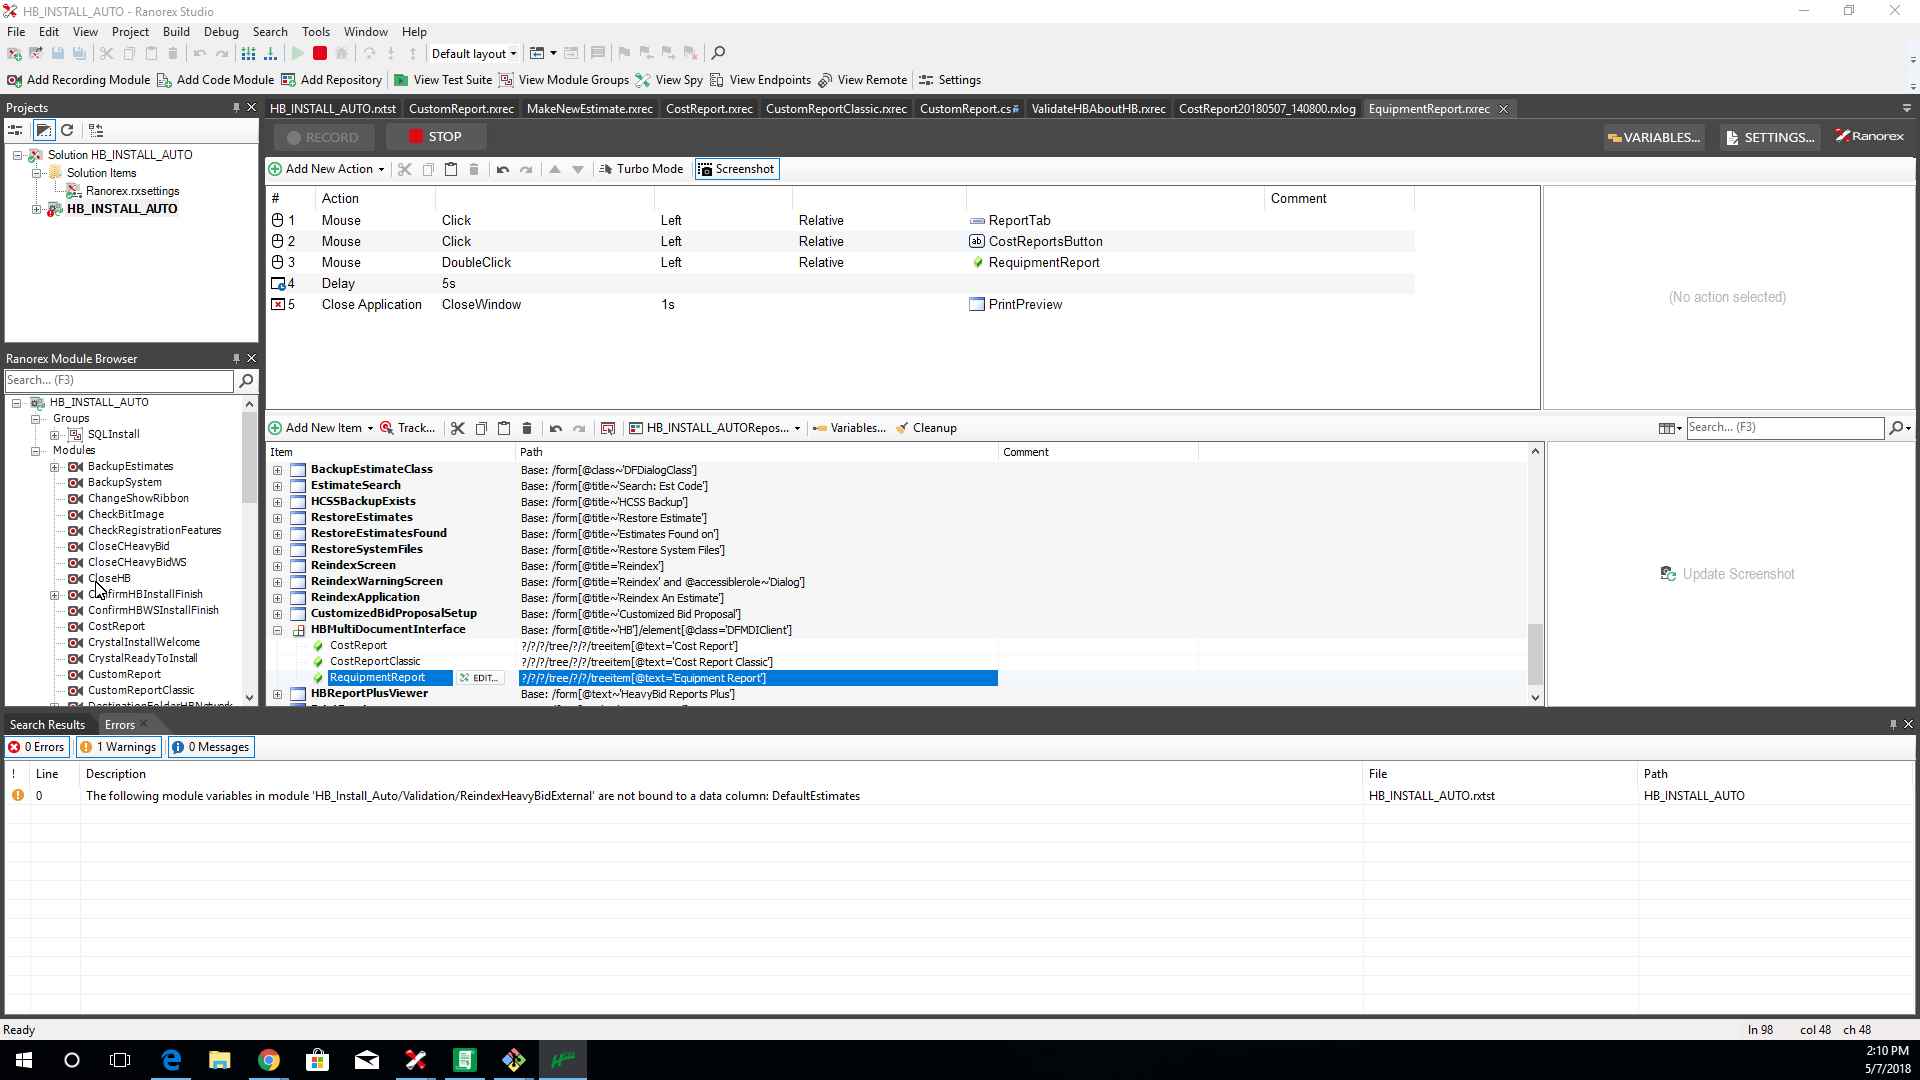 HB_INSTALL_AUTO - Ranorex Studio
File Edit View Project Build Debug Search Tools Window Help
Default layout
Add Recording Module Add Code Module Add Repository View Test Suite View Module Groups View Spy View Endpoints View Remote Settings
Projects
HB_INSTALL_AUTO.rxtst CustomReport.rxrec MakeNewEstimate.rxrec CostReport.rxrec CustomReportClassic.rxrec CustomReport.cs ValidateHBAboutHB.rxrec CostReport20180507_140800.rxlog EquipmentReport.rxrec
RECORD STOP VARIABLES... SETTINGS... Ranorex
Solution HB_INSTALL_AUTO
Solution Items
Ranorex.rxsettings
HB_INSTALL_AUTO
Add New Action Turbo Mode Screenshot
# Action Comment
1 Mouse Click Left Relative ReportTab
2 Mouse Click Left Relative ab CostReportsButton
3 Mouse DoubleClick Left Relative RequipmentReport
4 Delay 5s
5 Close Application CloseWindow 1s PrintPreview
(No action selected)
Ranorex Module Browser
Search... (F3)
HB_INSTALL_AUTO
Groups
SQLInstall
Modules
BackupEstimates
BackupSystem
ChangeShowRibbon
CheckBitImage
CheckRegistrationFeatures
CloseCHeavyBid
CloseCHeavyBidWS
CloseHB
ConfirmHBInstallFinish
ConfirmHBWSInstallFinish
CostReport
CrystalInstallWelcome
CrystalReadyToInstall
CustomReport
CustomReportClassic
Add New Item Track... HB_INSTALL_AUTORepos... Variables... Cleanup Search... (F3)
Item Path Comment
BackupEstimateClass Base: /form[@class~'DFDialogClass']
EstimateSearch Base: /form[@title~'Search: Est Code']
HCSSBackupExists Base: /form[@title~'HCSS Backup']
RestoreEstimates Base: /form[@title~'Restore Estimate']
RestoreEstimatesFound Base: /form[@title~'Estimates Found on']
RestoreSystemFiles Base: /form[@title~'Restore System Files']
ReindexScreen Base: /form[@title='Reindex']
ReindexWarningScreen Base: /form[@title='Reindex' and @accessiblerole~'Dialog']
ReindexApplication Base: /form[@title~'Reindex An Estimate']
CustomizedBidProposalSetup Base: /form[@title~'Customized Bid Proposal']
HBMultiDocumentInterface Base: /form[@title~'HB']/element[@class='DFMDIClient']
CostReport ?/?/?/tree/?/?/treeitem[@text='Cost Report']
CostReportClassic ?/?/?/tree/?/?/treeitem[@text='Cost Report Classic']
RequipmentReport EDIT... ?/?/?/tree/?/?/treeitem[@text='Equipment Report']
HBReportPlusViewer Base: /form[@text~'HeavyBid Reports Plus']
Update Screenshot
Search Results Errors
0 Errors 1 Warnings 0 Messages
! Line Description File Path
0 The following module variables in module 'HB_Install_Auto/Validation/ReindexHeavyBidExternal' are not bound to a data column: DefaultEstimates HB_INSTALL_AUTO.rxtst HB_INSTALL_AUTO
Ready ln 98 col 48 ch 48
2:10 PM
5/7/2018